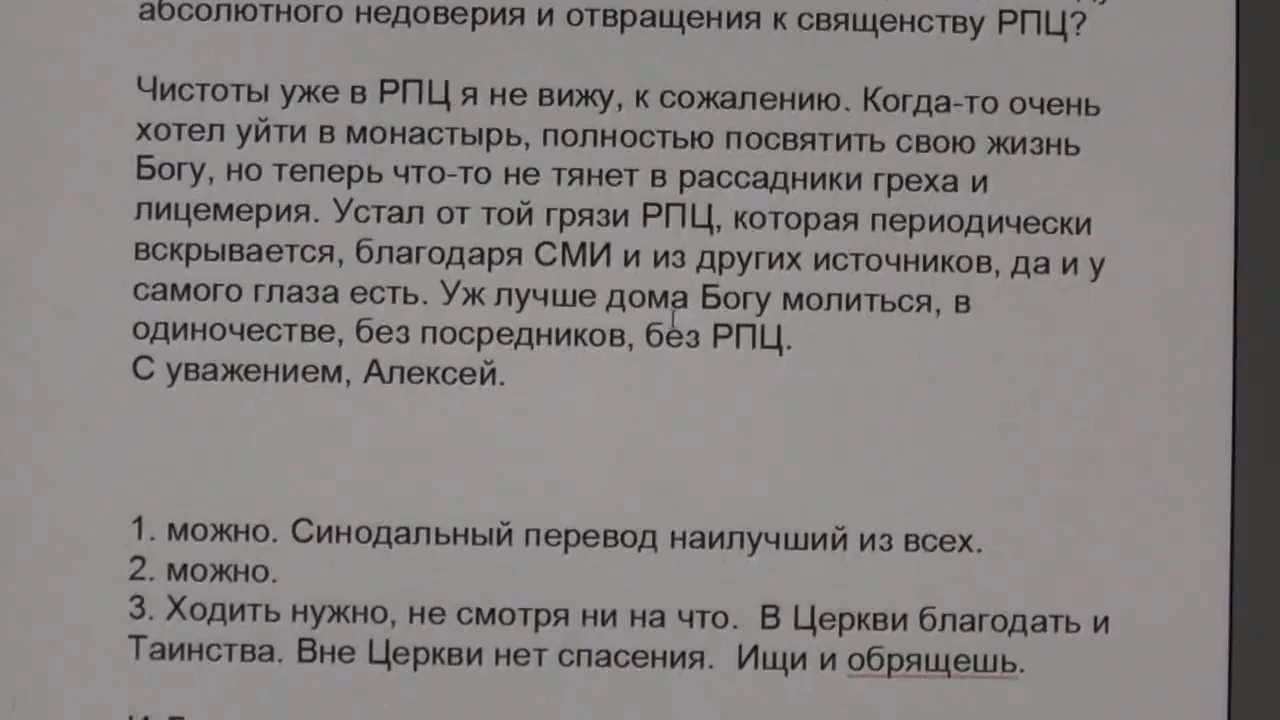 абсолютного недоверия и отвращения к священству РПЦ?
Чистоты уже в РПЦ я не вижу, к сожалению. Когда-то очень
хотел уйти в монастырь, полностью посвятить свою жизнь
Богу, но теперь что-то не тянет в рассадники греха и
лицемерия. Устал от той грязи РПЦ, которая периодически
вскрывается, благодаря СМИ и из других источников, да и у
самого глаза есть. Уж лучше дома Богу молиться, в
одиночестве, без посредников, без РПЦ.
С уважением, Алексей.
1. можно. Синодальный перевод наилучший из всех.
2. можно.
3. Ходить нужно, не смотря ни на что.  В Церкви благодать и
Таинства. Вне Церкви нет спасения.  Ищи и обрящешь.